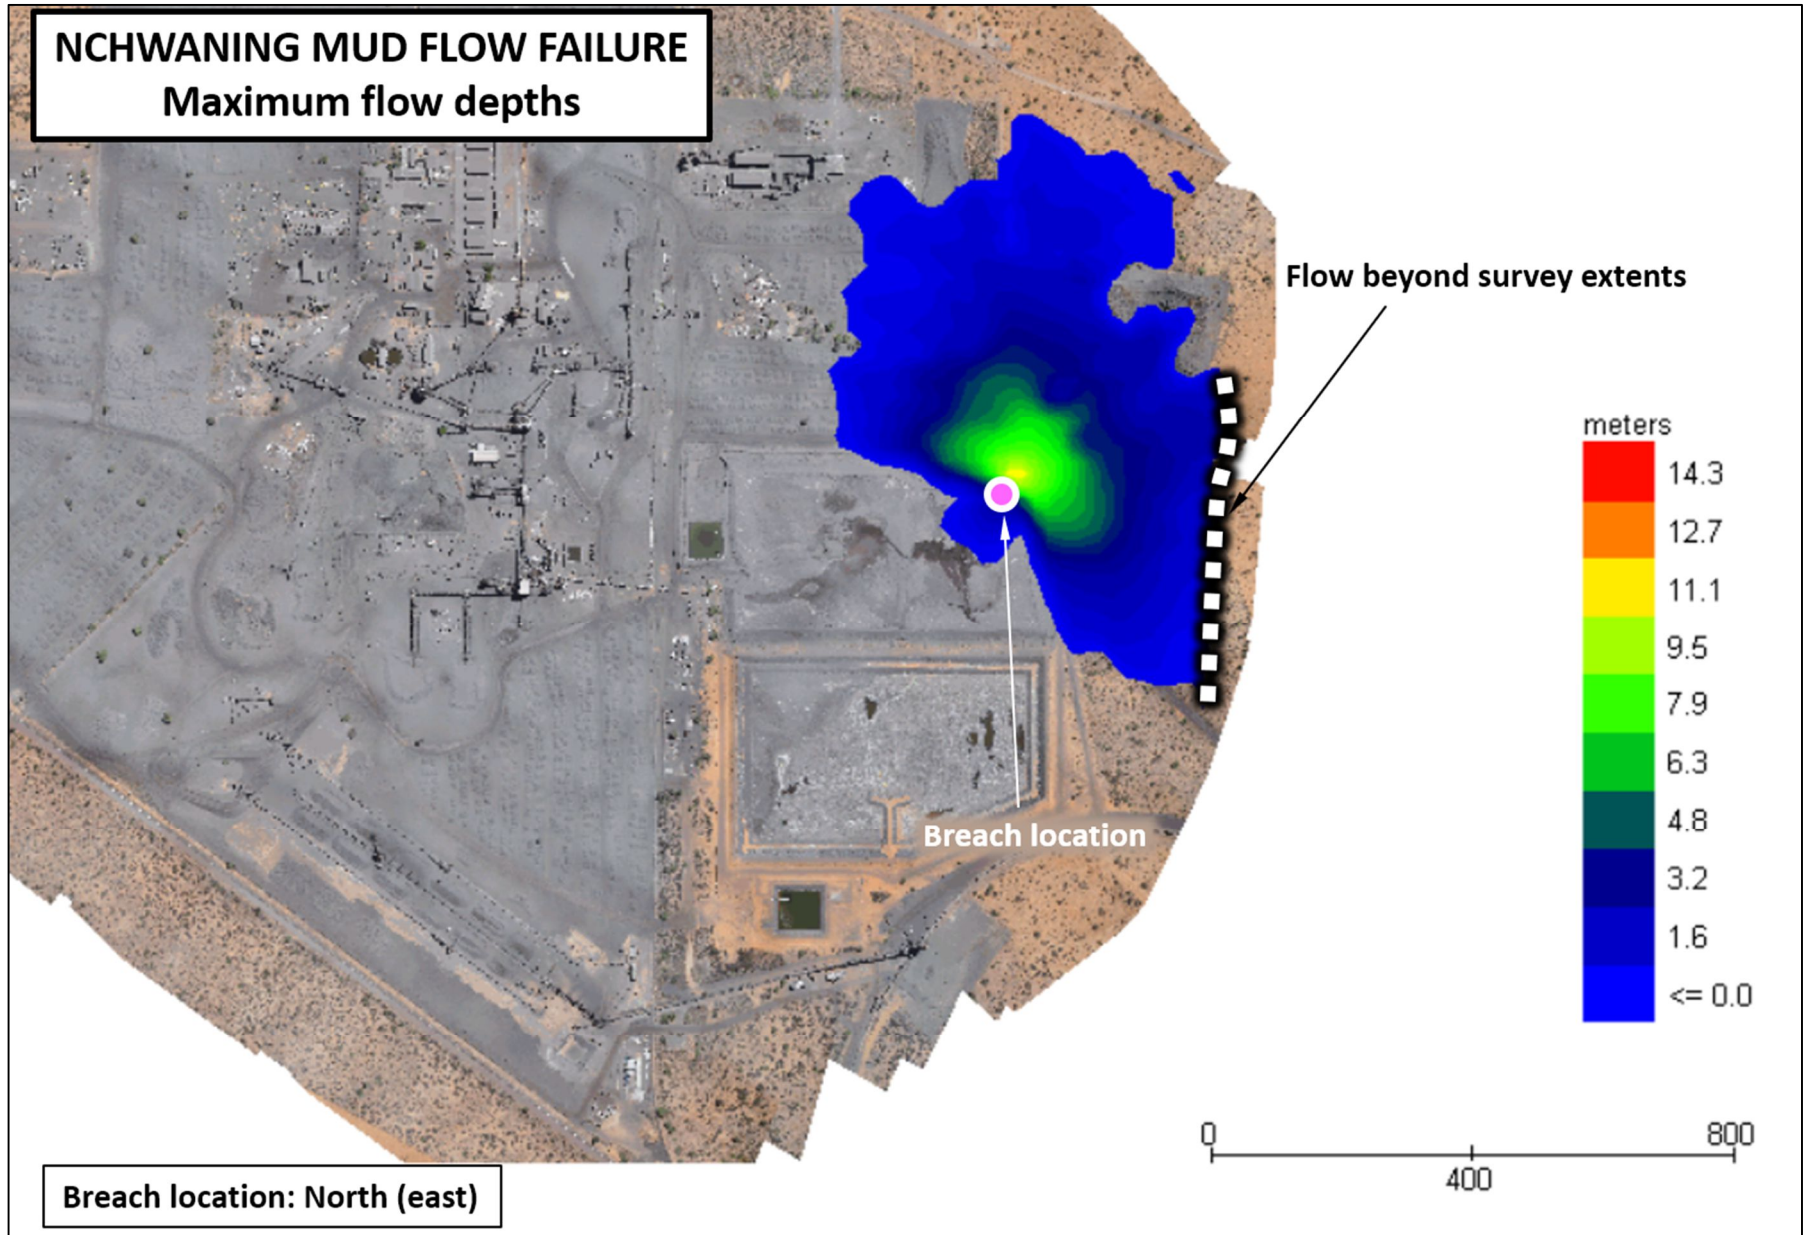 NCHWANING MUD FLOW FAILURE
Maximum flow depths
Flow beyond survey extents
meters
14.3
12.7
11.1
9.5
7.9
6.3
4.8
3.2
1.6
<= 0.0
Breach location
0
800
400
Breach location: North (east)